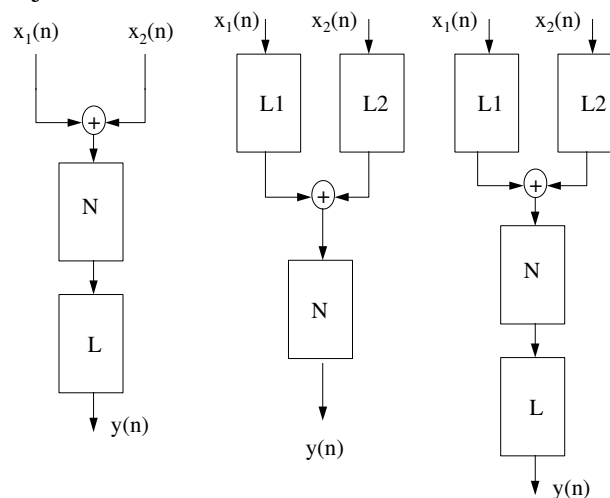 x1(n)
x2(n)
+
N
L
y(n)
x1(n)
x2(n)
L1
L2
+
N
y(n)
x1(n)
x2(n)
L1
L2
+
N
L
y(n)